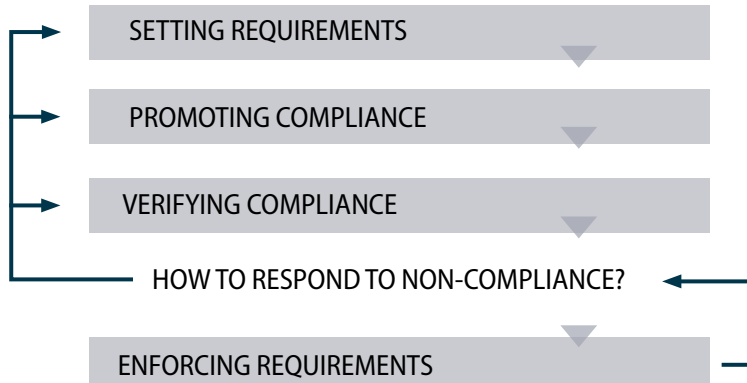 SETTING REQUIREMENTS
PROMOTING COMPLIANCE
VERIFYING COMPLIANCE
HOW TO RESPOND TO NON-COMPLIANCE?
ENFORCING REQUIREMENTS